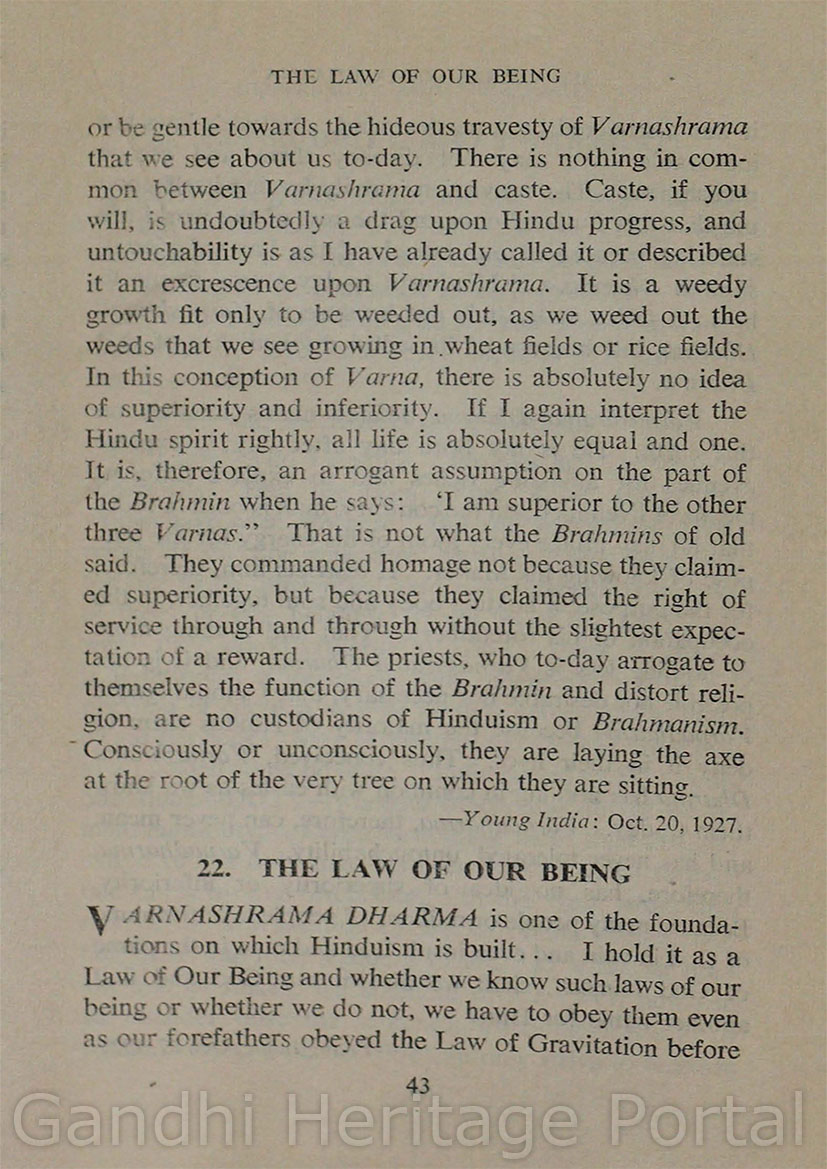 THE LAW OF OUR BEING
or be gentle towards the hideous travesty of Varnashrama
that we see about us to-day. There is nothing in com-
mon between Varnashrama and caste. Caste, if you
will, is undoubtedly a drag upon Hindu progress, and
untouchability is as I have already called it or described
it an excrescence upon Varnashrama. It is a weedy
growth fit only to be weeded out, as we weed out the
weeds that we see growing in wheat fields or rice fields.
In this conception of Varna, there is absolutely no idea
of superiority and inferiority. If I again interpret the
Hindu spirit rightly, all life is absolutely equal and one.
It is, therefore, an arrogant assumption on the part of
the Brahmin when he says: ‘I am superior to the other
three Varnas.” That is not what the Brahmins of old
said. They commanded homage not because they claim-
ed superiority, but because they claimed the right of
service through and through without the slightest expec-
tation of a reward. The priests, who to-day arrogate to
themselves the function of the Brahmin and distort reli-
gion, are no custodians of Hinduism or Brahmanism.
Consciously or unconsciously, they are laying the axe
at the root of the very tree on which they are sitting.
—Young India: Oct. 20, 1927.
22. THE LAW OF OUR BEING
VARNASHRAMA DHARMA is one of the founda-
tions on which Hinduism is built... I hold it as a
Law of Our Being and whether we know such laws of our
being or whether we do not, we have to obey them even
as our forefathers obeyed the Law of Gravitation before
43
Gandhi Heritage Portal